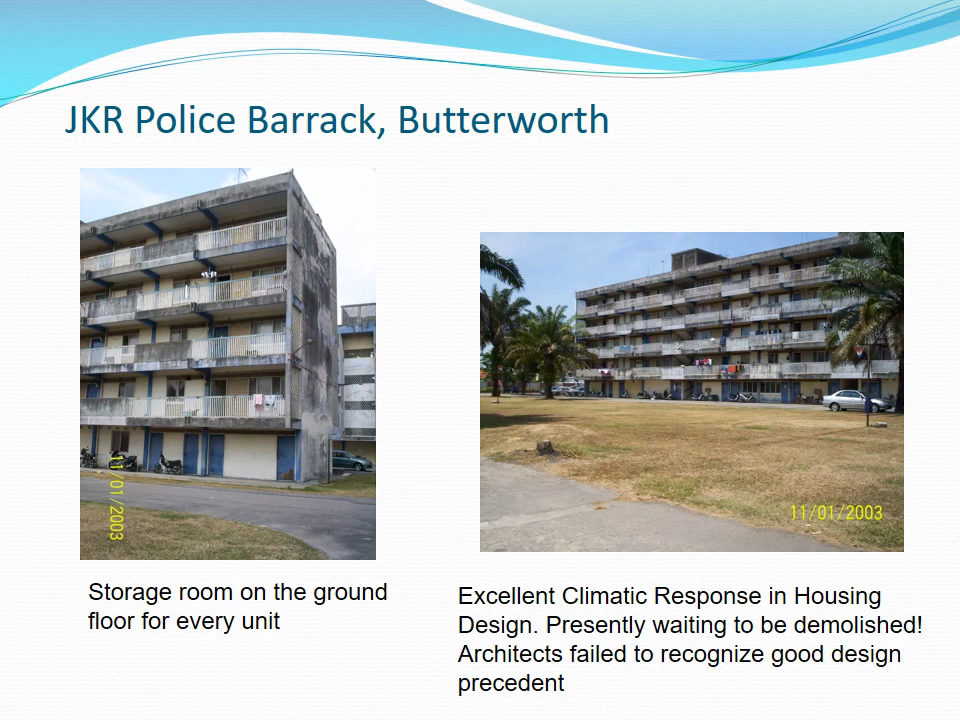 JKR Police Barrack, Butterworth
11/01/2003
11/01/2003
Storage room on the ground
floor for every unit
Excellent Climatic Response in Housing
Design. Presently waiting to be demolished!
Architects failed to recognize good design
precedent